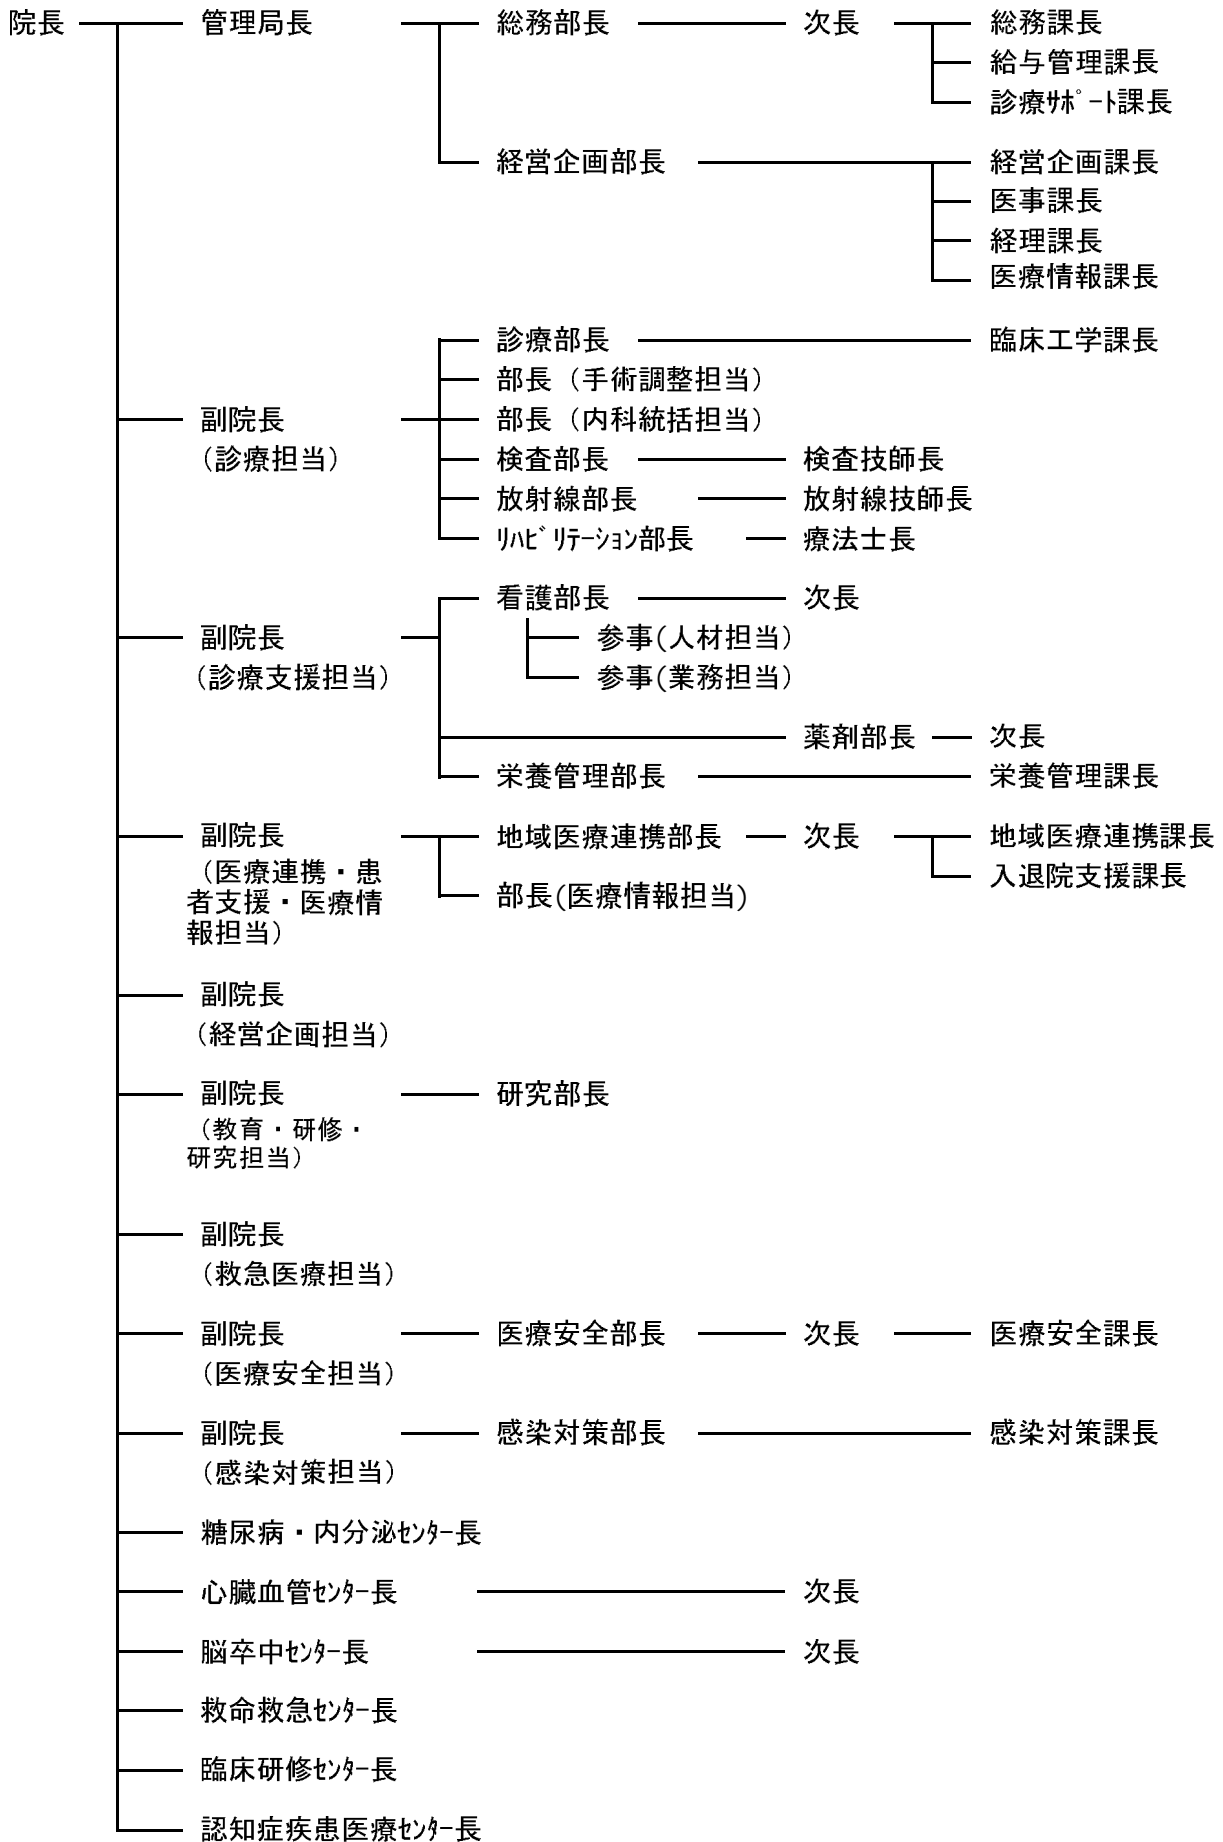 院長 管理局長 総務部長 次長 総務課長
給与管理課長
診療ｻﾎﾟｰﾄ課長
経営企画部長 経営企画課長
医事課長
経理課長
医療情報課長
診療部長 臨床工学課長
部長（手術調整担当）
副院長 部長（内科統括担当）
（診療担当） 検査部長 検査技師長
放射線部長 放射線技師長
ﾘﾊﾋﾞﾘﾃｰｼｮﾝ部長 療法士長
看護部長 次長
副院長 参事(人材担当）
（診療支援担当） 参事(業務担当）
薬剤部長 次長
栄養管理部長 栄養管理課長
副院長 地域医療連携部長 次長 地域医療連携課長
（医療連携・患 入退院支援課長
者支援・医療情 部長(医療情報担当)
報担当）
副院長
（経営企画担当）
副院長 研究部長
（教育・研修・
研究担当）
副院長
（救急医療担当）
副院長 医療安全部長 次長 医療安全課長
（医療安全担当）
副院長 感染対策部長 感染対策課長
（感染対策担当）
糖尿病・内分泌ｾﾝﾀｰ長
心臓血管ｾﾝﾀｰ長 次長
脳卒中ｾﾝﾀｰ長 次長
救命救急ｾﾝﾀｰ長
臨床研修ｾﾝﾀｰ長
認知症疾患医療ｾﾝﾀｰ長